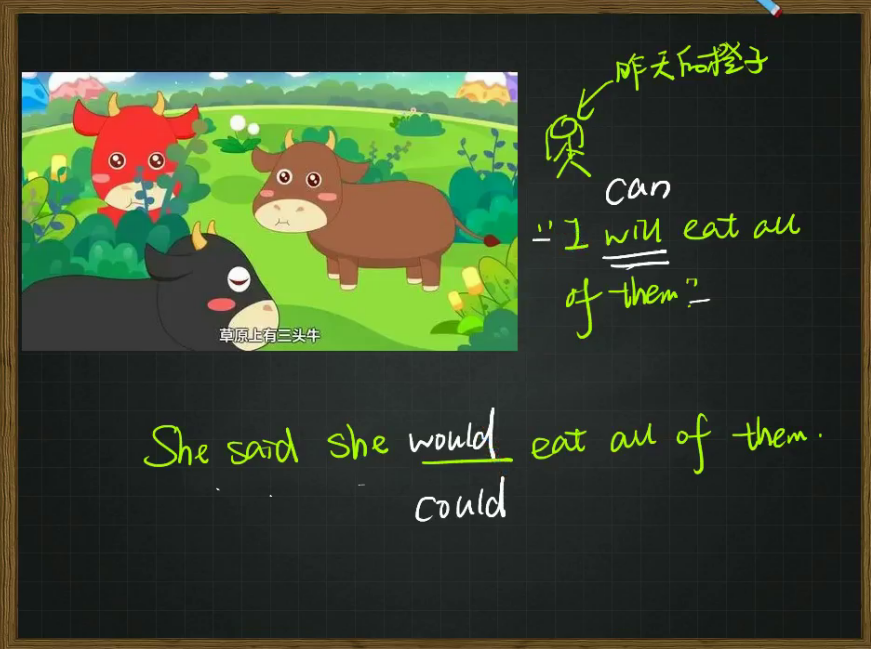 昨天的橙子
草原上有三头牛
can
"I will eat all
of them"
She said she would eat all of them.
could